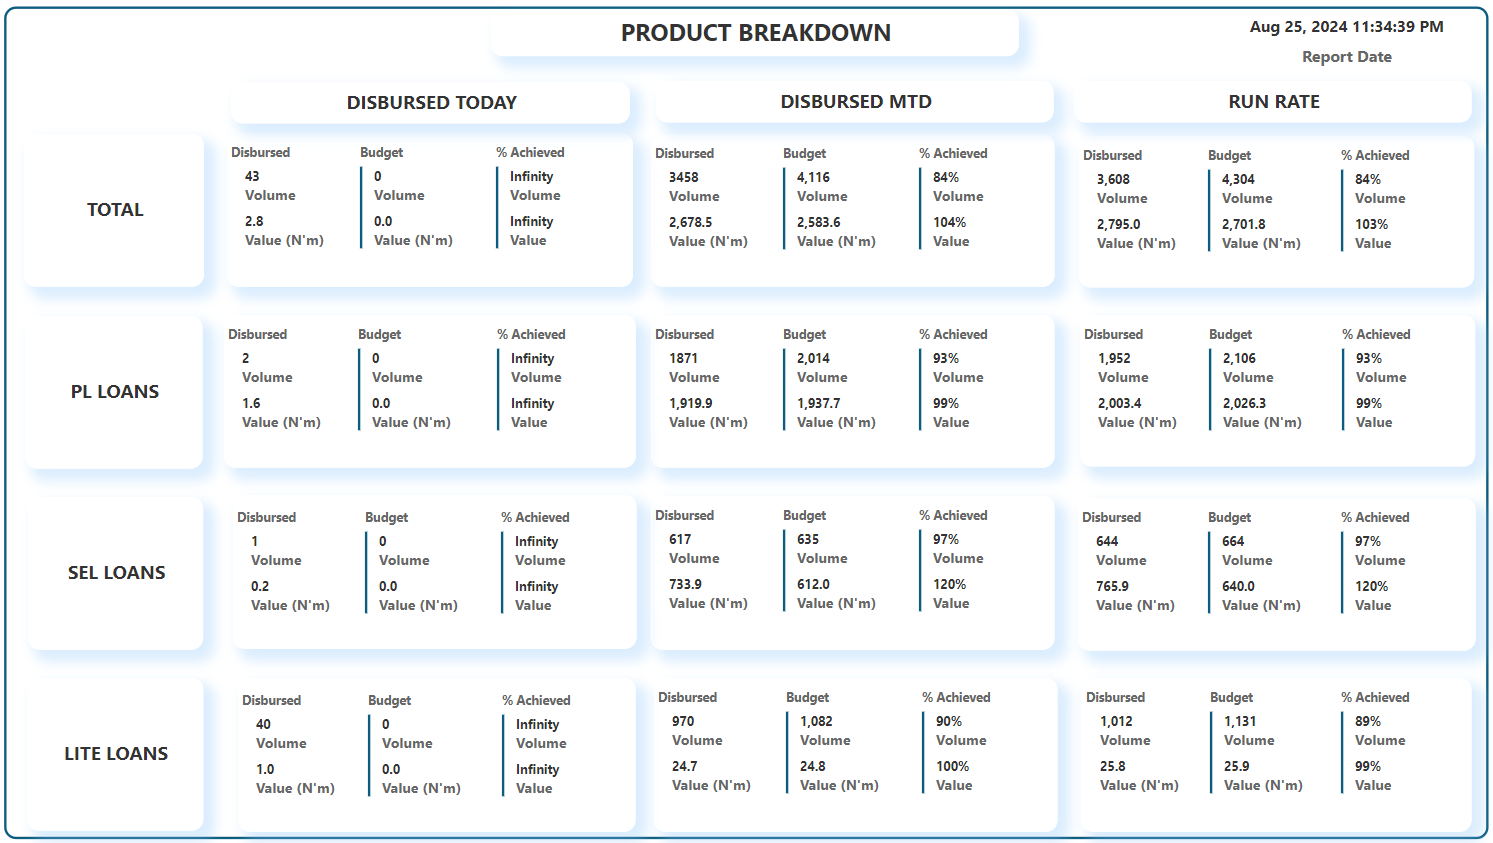 PRODUCT BREAKDOWN
Aug 25, 2024 11:34:39 PM
Report Date
DISBURSED TODAY
DISBURSED MTD
RUN RATE
TOTAL
Disbursed Budget % Achieved
43 0 Infinity
Volume Volume Volume
2.8 0.0 Infinity
Value (N'm) Value (N'm) Value
Disbursed Budget % Achieved
3458 4,116 84%
Volume Volume Volume
2,678.5 2,583.6 104%
Value (N'm) Value (N'm) Value
Disbursed Budget % Achieved
3,608 4,304 84%
Volume Volume Volume
2,795.0 2,701.8 103%
Value (N'm) Value (N'm) Value
PL LOANS
Disbursed Budget % Achieved
2 0 Infinity
Volume Volume Volume
1.6 0.0 Infinity
Value (N'm) Value (N'm) Value
Disbursed Budget % Achieved
1871 2,014 93%
Volume Volume Volume
1,919.9 1,937.7 99%
Value (N'm) Value (N'm) Value
Disbursed Budget % Achieved
1,952 2,106 93%
Volume Volume Volume
2,003.4 2,026.3 99%
Value (N'm) Value (N'm) Value
SEL LOANS
Disbursed Budget % Achieved
1 0 Infinity
Volume Volume Volume
0.2 0.0 Infinity
Value (N'm) Value (N'm) Value
Disbursed Budget % Achieved
617 635 97%
Volume Volume Volume
733.9 612.0 120%
Value (N'm) Value (N'm) Value
Disbursed Budget % Achieved
644 664 97%
Volume Volume Volume
765.9 640.0 120%
Value (N'm) Value (N'm) Value
LITE LOANS
Disbursed Budget % Achieved
40 0 Infinity
Volume Volume Volume
1.0 0.0 Infinity
Value (N'm) Value (N'm) Value
Disbursed Budget % Achieved
970 1,082 90%
Volume Volume Volume
24.7 24.8 100%
Value (N'm) Value (N'm) Value
Disbursed Budget % Achieved
1,012 1,131 89%
Volume Volume Volume
25.8 25.9 99%
Value (N'm) Value (N'm) Value